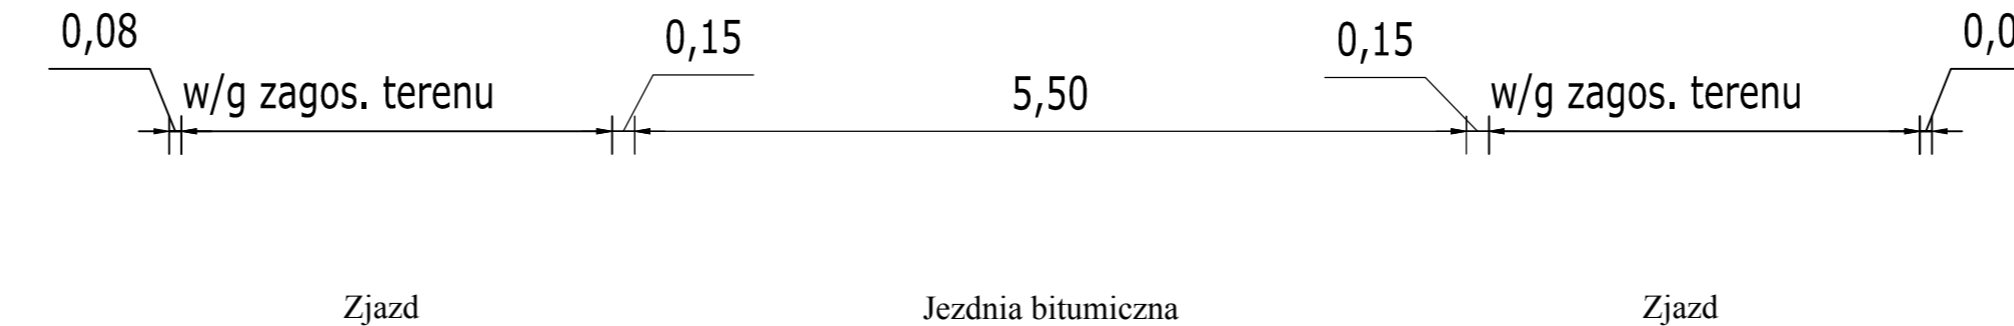 0,08 0,15 0,15
w/g zagos. terenu 5,50 w/g zagos. terenu
Zjazd Jezdnia bitumiczna Zjazd